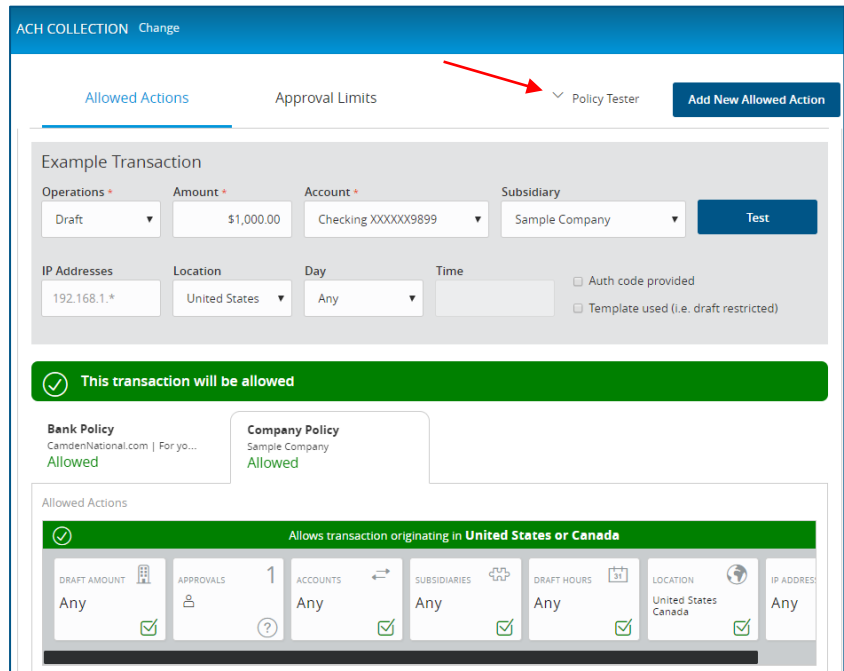 ACH COLLECTION Change
Allowed Actions Approval Limits Policy Tester Add New Allowed Action
Example Transaction
Operations * Amount * Account * Subsidiary
Draft $1,000.00 Checking XXXXXX9899 Sample Company Test
IP Addresses Location Day Time
192.168.1.* United States Any
Auth code provided
Template used (i.e. draft restricted)
This transaction will be allowed
Bank Policy
CamdenNational.com | For yo...
Allowed
Company Policy
Sample Company
Allowed
Allowed Actions
Allows transaction originating in United States or Canada
DRAFT AMOUNT
Any
APPROVALS 1
?
ACCOUNTS
Any
SUBSIDIARIES
Any
DRAFT HOURS 31
Any
LOCATION
United States
Canada
IP ADDRES
Any